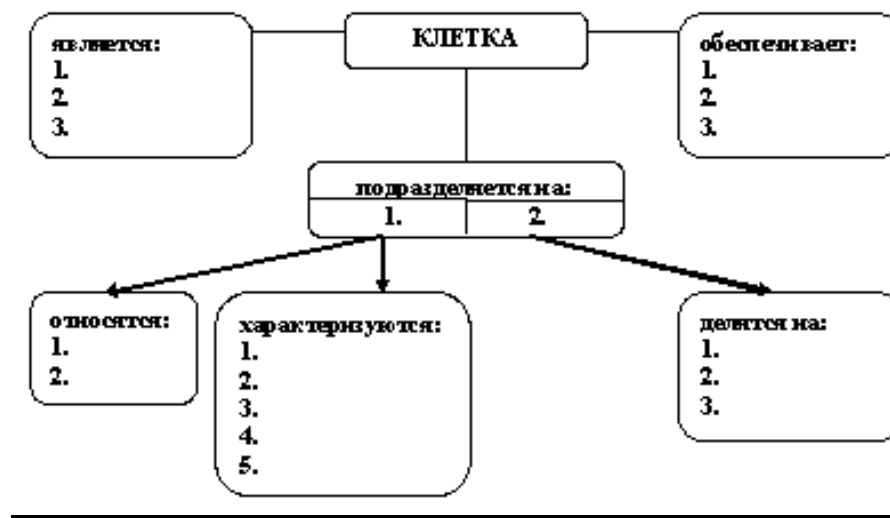 КЛЕТКА
является:
1.
2.
3.
обеспечивает:
1.
2.
3.
подразделяется на:
1. 2.
относятся:
1.
2.
характеризуются:
1.
2.
3.
4.
5.
делятся на:
1.
2.
3.